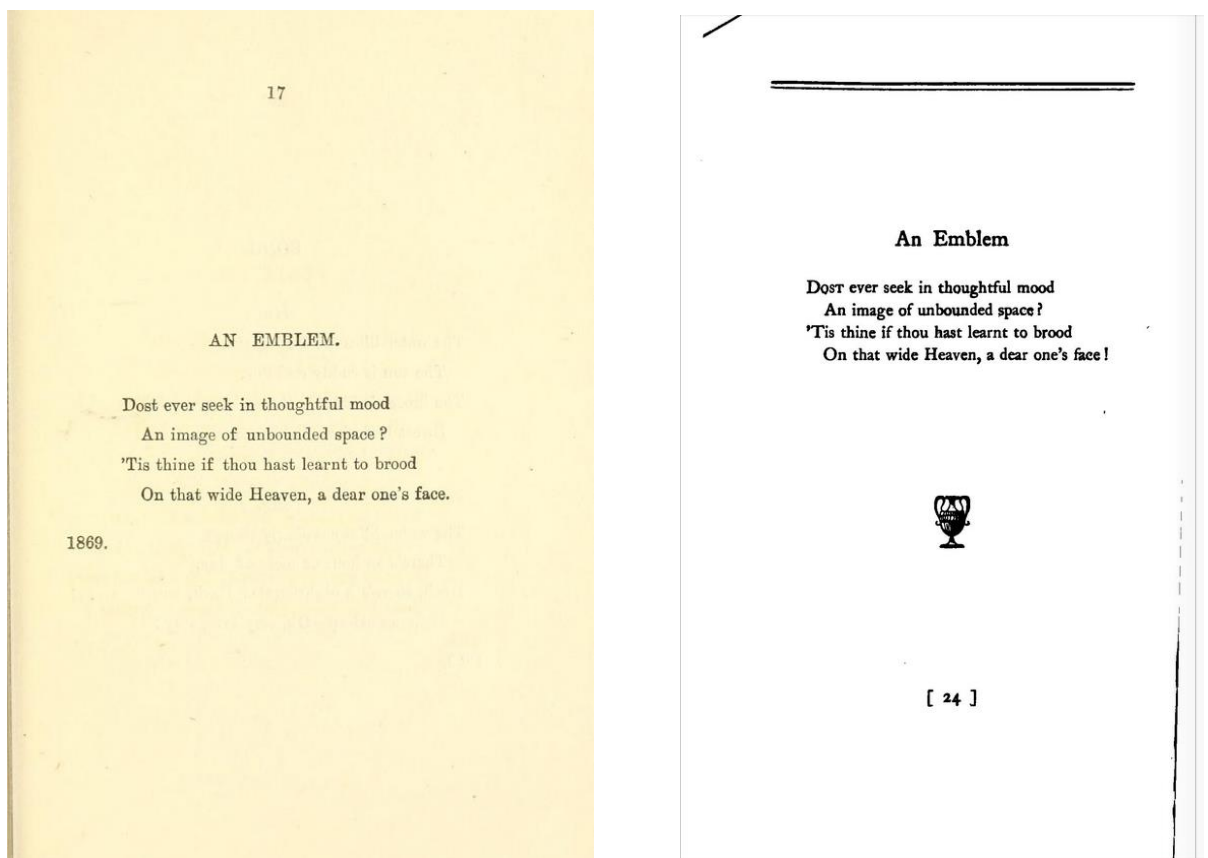 17
AN EMBLEM.
Dost ever seek in thoughtful mood
An image of unbounded space ?
’Tis thine if thou hast learnt to brood
On that wide Heaven, a dear one’s face.
1869.
An Emblem
Dost ever seek in thoughtful mood
An image of unbounded space ?
’Tis thine if thou hast learnt to brood
On that wide Heaven, a dear one’s face !
[ 24 ]